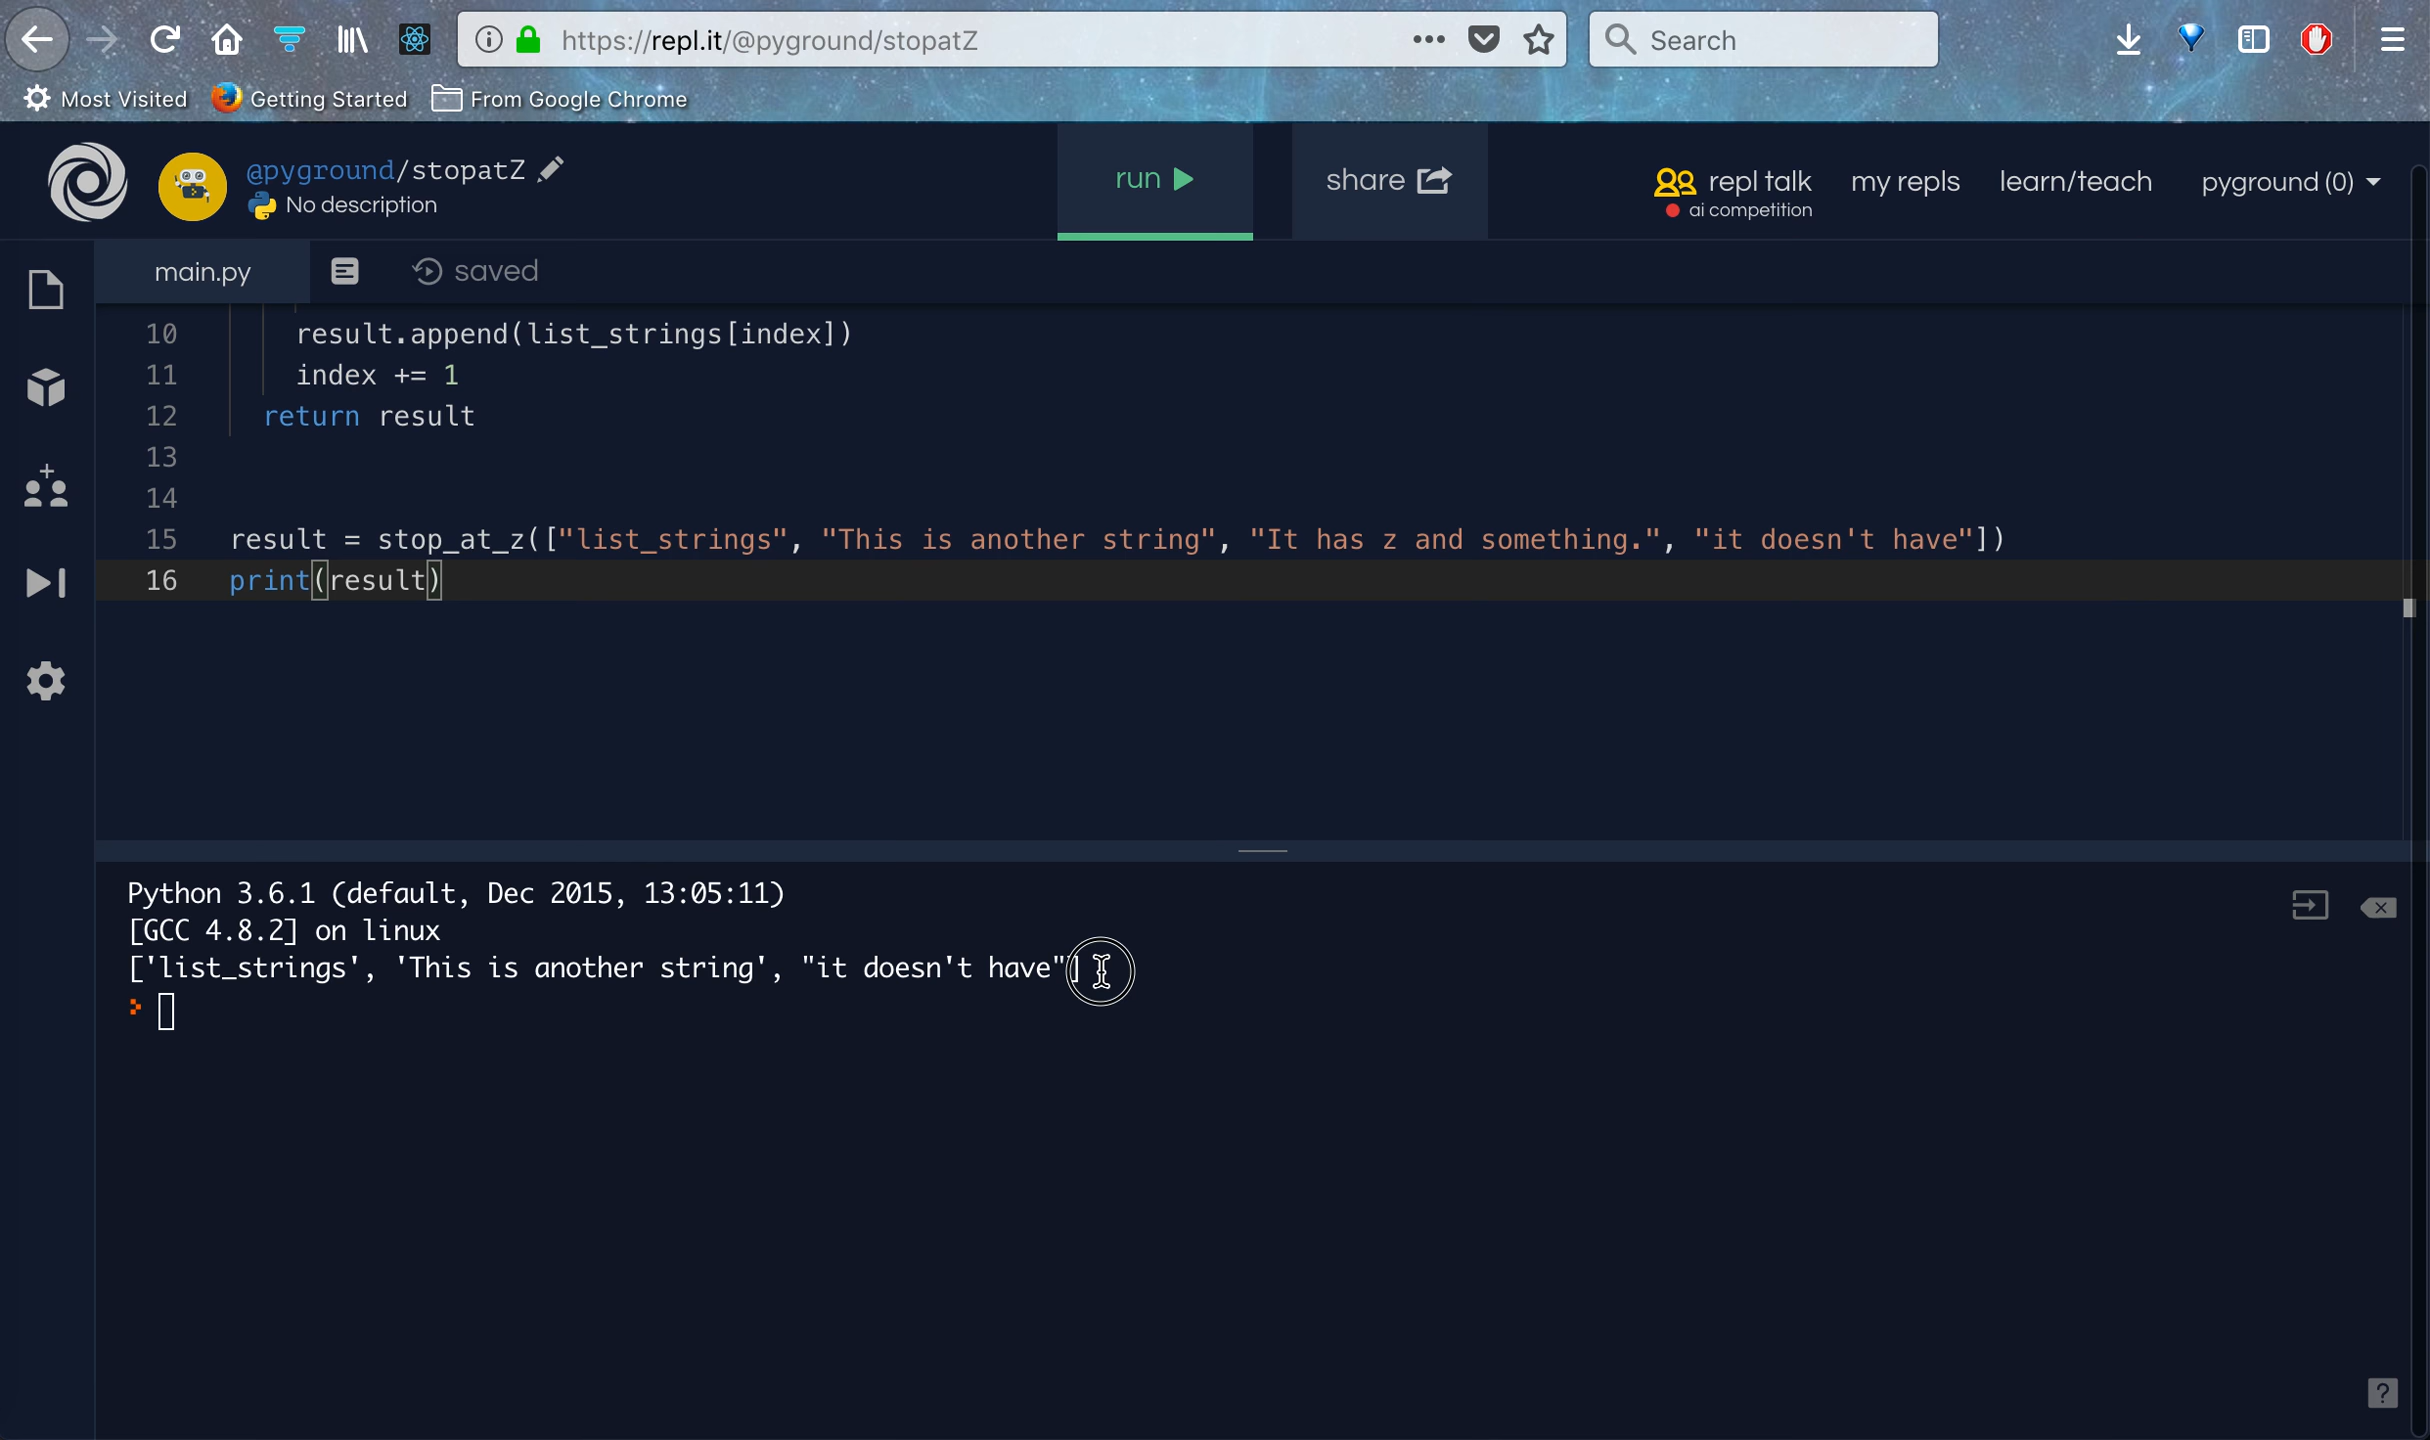 https://repl.it/@pyground/stopatZ
Search
Most Visited
Getting Started
From Google Chrome
@pyground/stopatZ
No description
run
share
repl talk
ai competition
my repls
learn/teach
pyground (0)
main.py
saved
10 result.append(list_strings[index])
11 index += 1
12 return result
13
14
15 result = stop_at_z(["list_strings", "This is another string", "It has z and something.", "it doesn't have"])
16 print(result)
Python 3.6.1 (default, Dec 2015, 13:05:11)
[GCC 4.8.2] on linux
['list_strings', 'This is another string', "it doesn't have"]
?